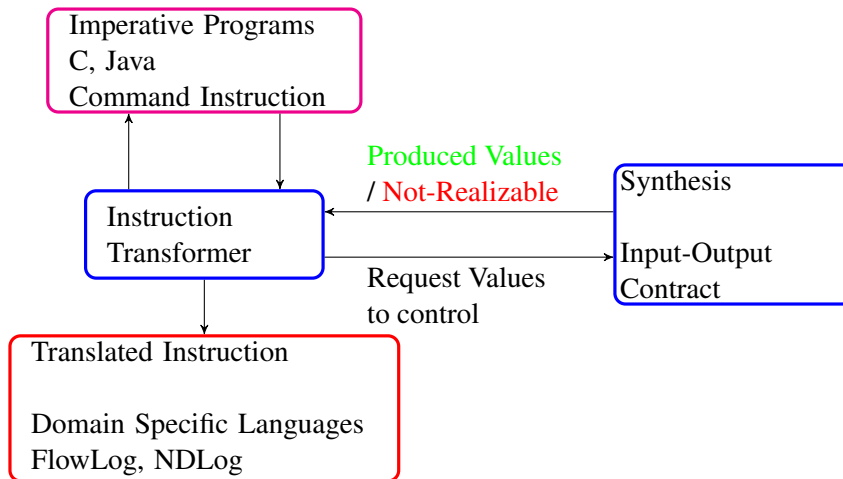 Imperative Programs
C, Java
Command Instruction
Produced Values
/ Not-Realizable
Synthesis
Input-Output
Contract
Instruction
Transformer
Request Values
to control
Translated Instruction
Domain Specific Languages
FlowLog, NDLog